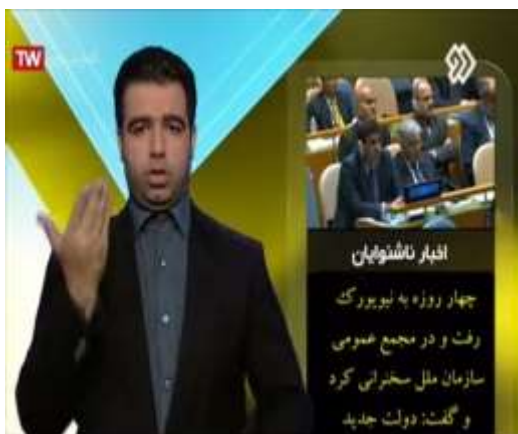 TW
اخبار ناشنوایان
چهار روزه به نیویورک
رفت و در مجمع عمومی
سازمان ملل سخنرانی کرد
و گفت: دولت جدید